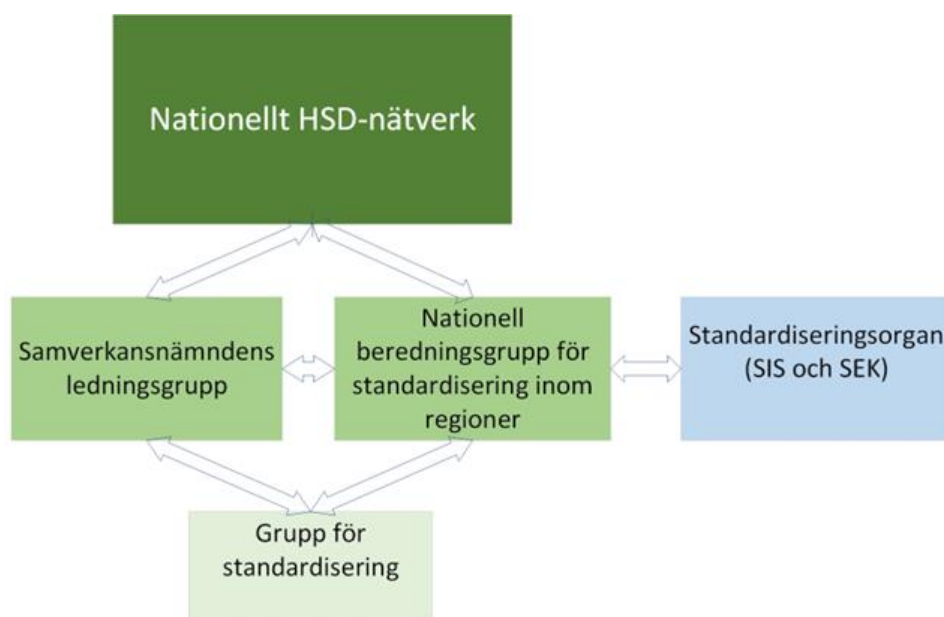 Nationellt HSD-nätverk
Samverkansnämndens
ledningsgrupp
Nationell
beredningsgrupp för
standardisering inom
regioner
Standardiseringsorgan
(SIS och SEK)
Grupp för
standardisering